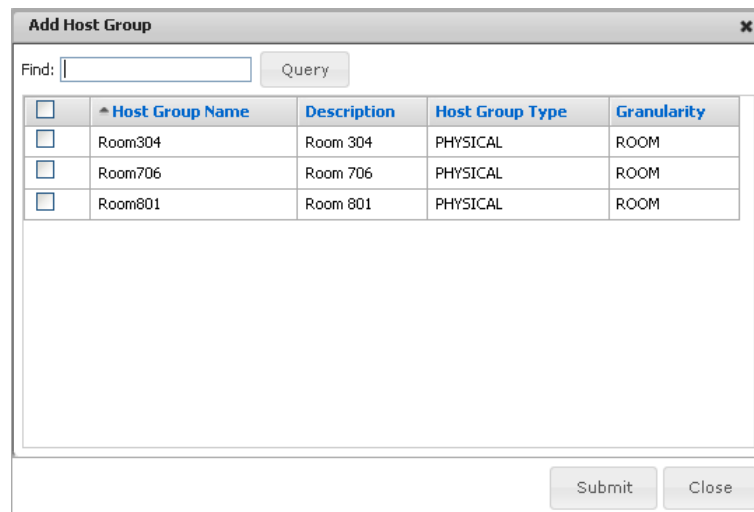 Add Host Group
Find: Query
Host Group Name Description Host Group Type Granularity
Room304 Room 304 PHYSICAL ROOM
Room706 Room 706 PHYSICAL ROOM
Room801 Room 801 PHYSICAL ROOM
Submit Close